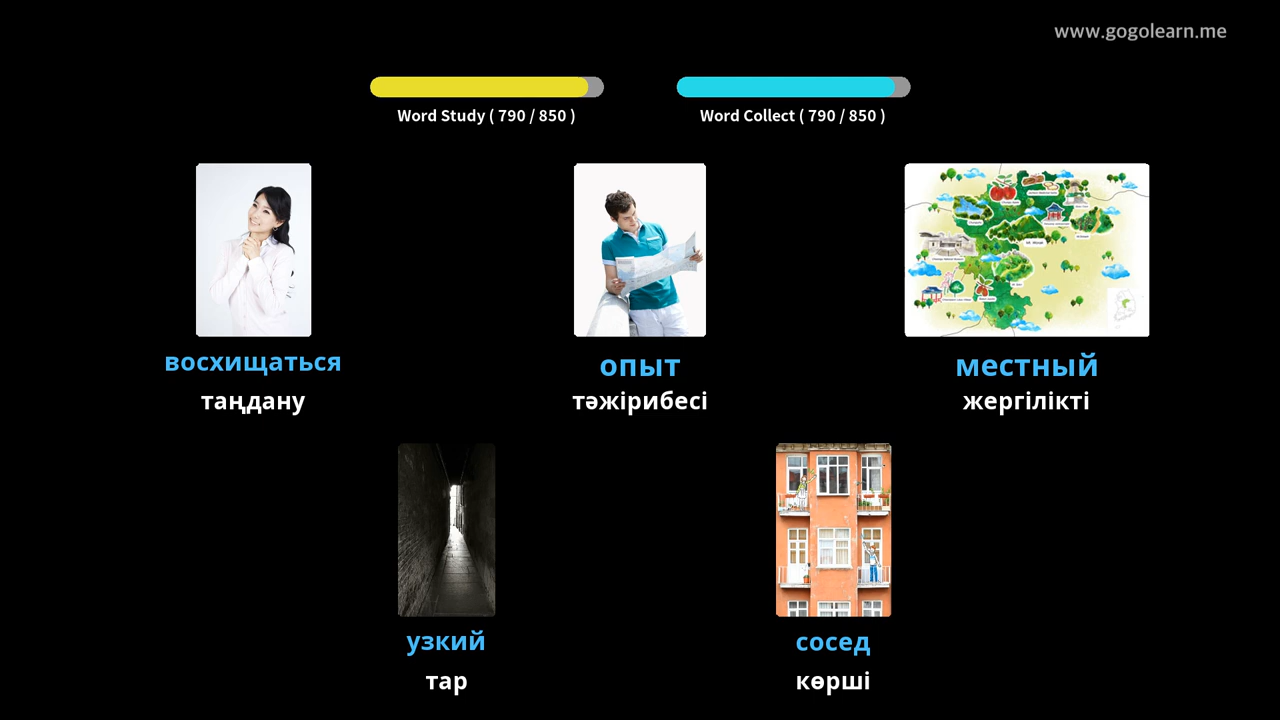 www.gogolearn.me
Word Study ( 790 / 850 )
Word Collect ( 790 / 850 )
восхищаться
таңдану
опыт
тәжірибесі
местный
жергілікті
узкий
тар
сосед
көрші